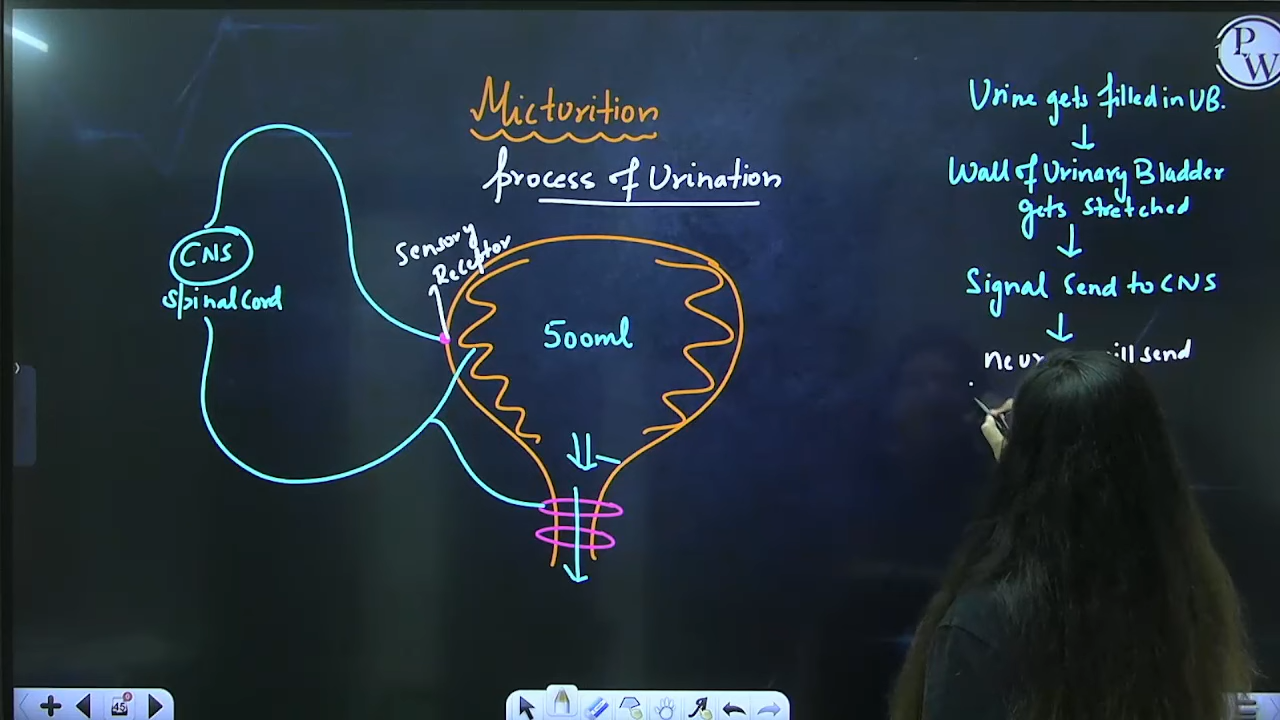 PW
Micturition
Process of Urination
CNS
Spinal Cord
Sensory
Receptor
500ml
Urine gets filled in UB.
Wall of Urinary Bladder
gets stretched
Signal Send to CNS
send
45